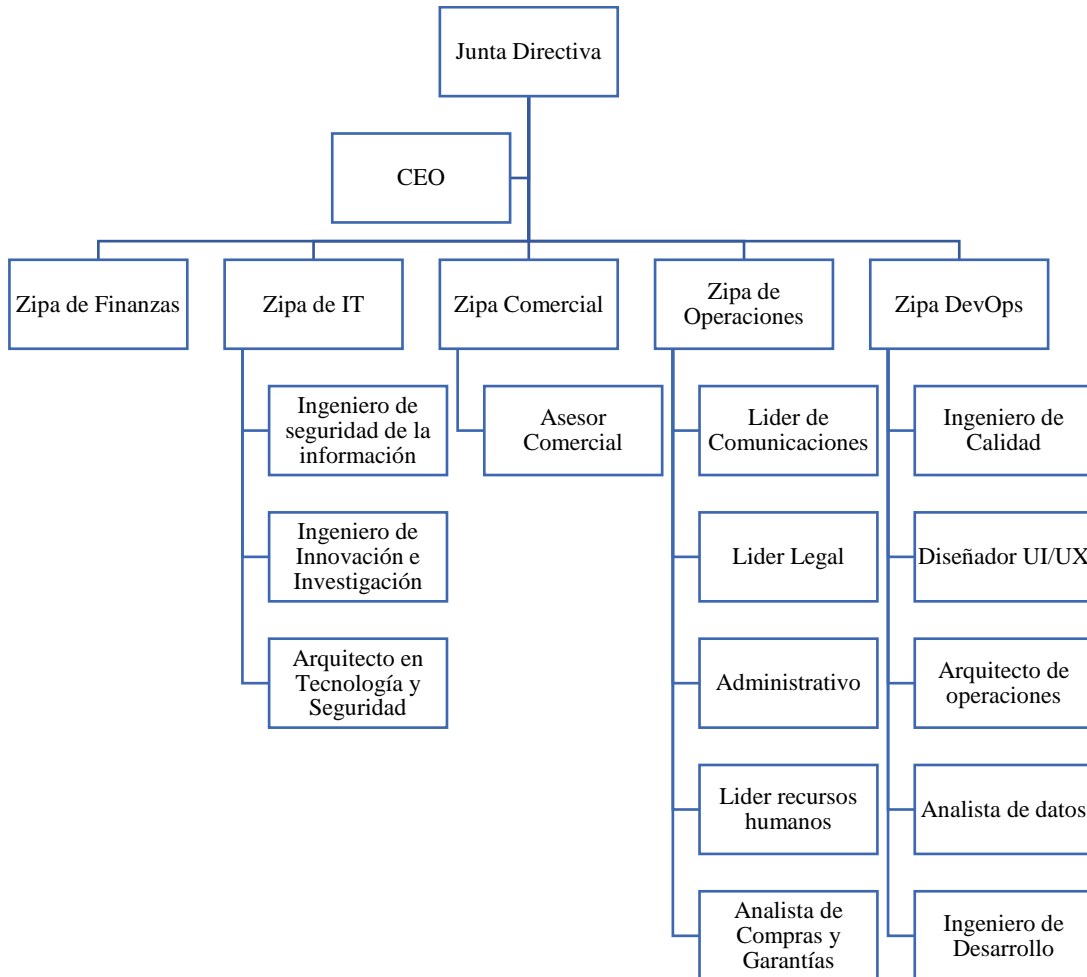 Junta Directiva
CEO
Zipa de Finanzas
Zipa de IT
Zipa Comercial
Zipa de
Operaciones
Zipa DevOps
Ingeniero de
seguridad de la
información
Ingeniero de
Innovación e
Investigación
Arquitecto en
Tecnología y
Seguridad
Asesor
Comercial
Lider de
Comunicaciones
Lider Legal
Administrativo
Lider recursos
humanos
Analista de
Compras y
Garantías
Ingeniero de
Calidad
Diseñador UI/UX
Arquitecto de
operaciones
Analista de datos
Ingeniero de
Desarrollo